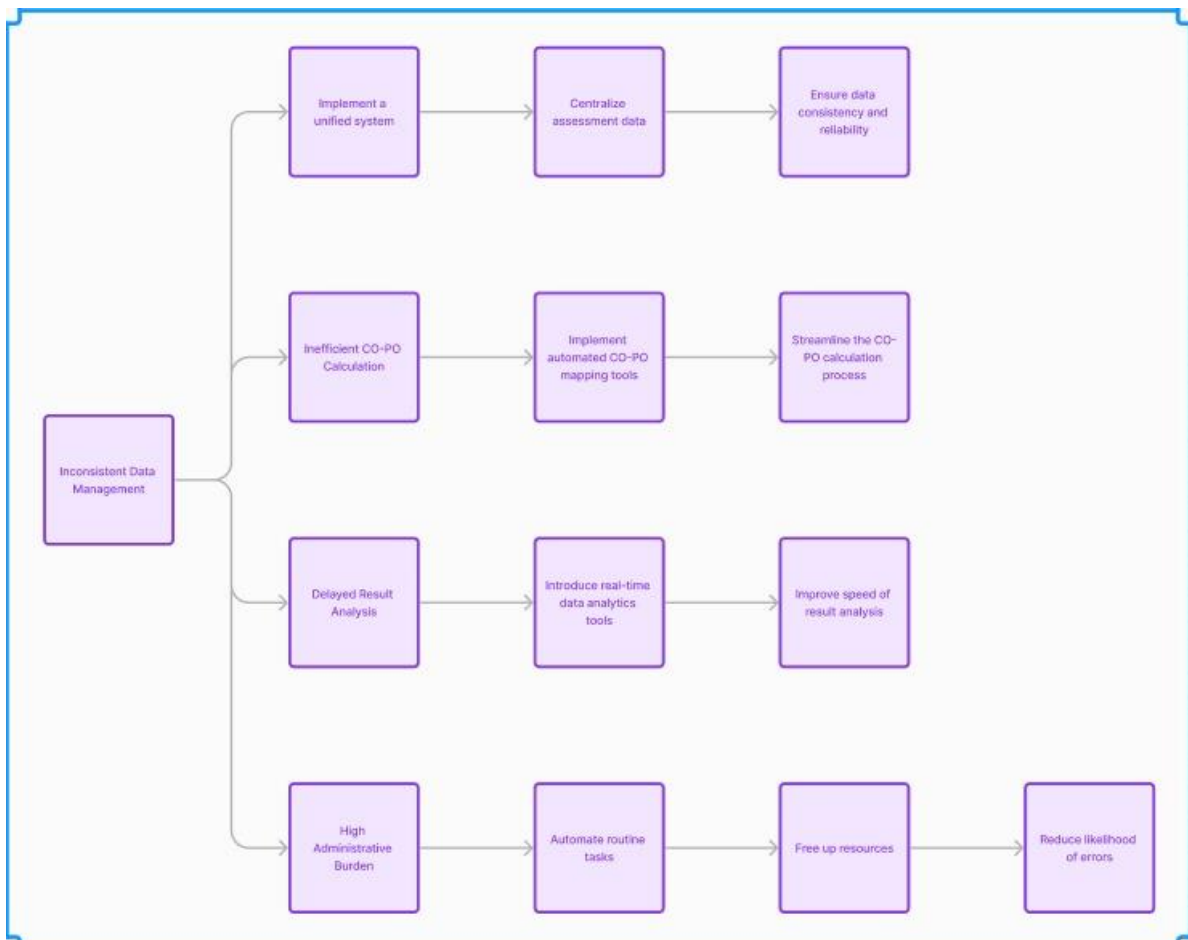 Implement a
unified system
Centralize
assessment data
Ensure data
consistency and
reliability
Inefficient CO-PO
Calculation
Implement
automated CO-PO
mapping tools
Streamline the CO-
PO calculation
process
Inconsistent Data
Management
Delayed Result
Analysis
Introduce real-time
data analytics
tools
Improve speed of
result analysis
High
Administrative
Burden
Automate routine
tasks
Free up resources
Reduce likelihood
of errors